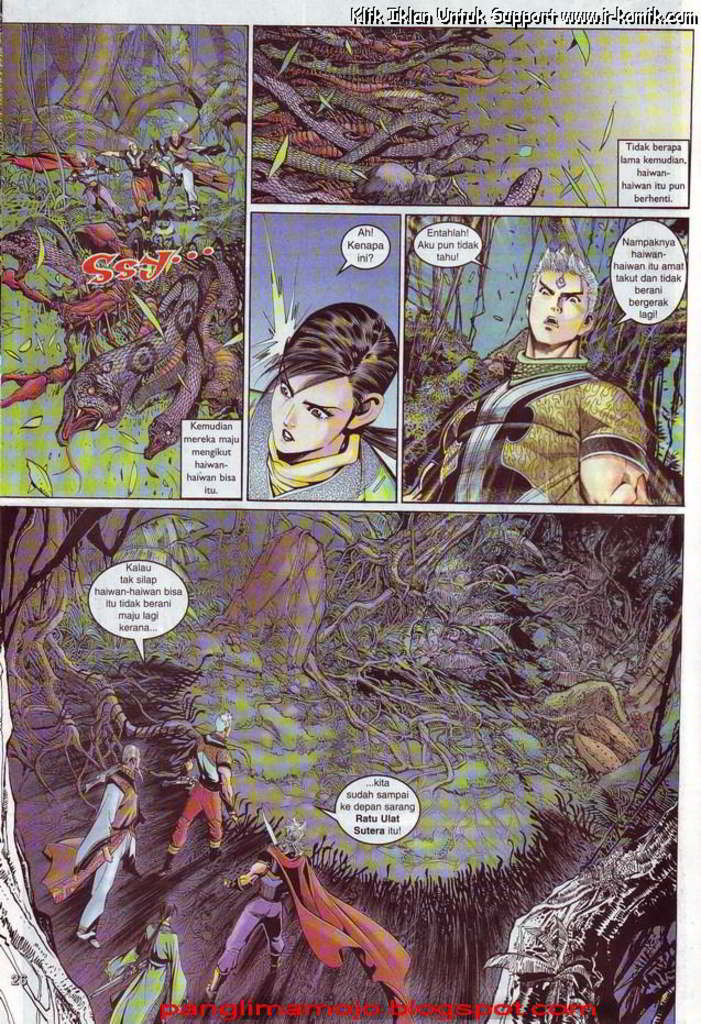 Klik Iklan Untuk Support www.r-komik.com
Ssy...
Kemudian
mereka maju
mengikut
haiwan-
haiwan bisa
itu.
Tidak berapa
lama kemudian,
haiwan-
haiwan itu pun
berhenti.
Ah!
Kenapa
ini?
Entahlah!
Aku pun tidak
tahu!
Nampaknya
haiwan-
haiwan itu amat
takut dan tidak
berani
bergerak
lagi!
Kalau
tak silap
haiwan-haiwan bisa
itu tidak berani
maju lagi
kerana...
...kita
sudah sampai
ke depan sarang
Ratu Ulat
Sutera itu!
26
panglimamojo.blogspot.com